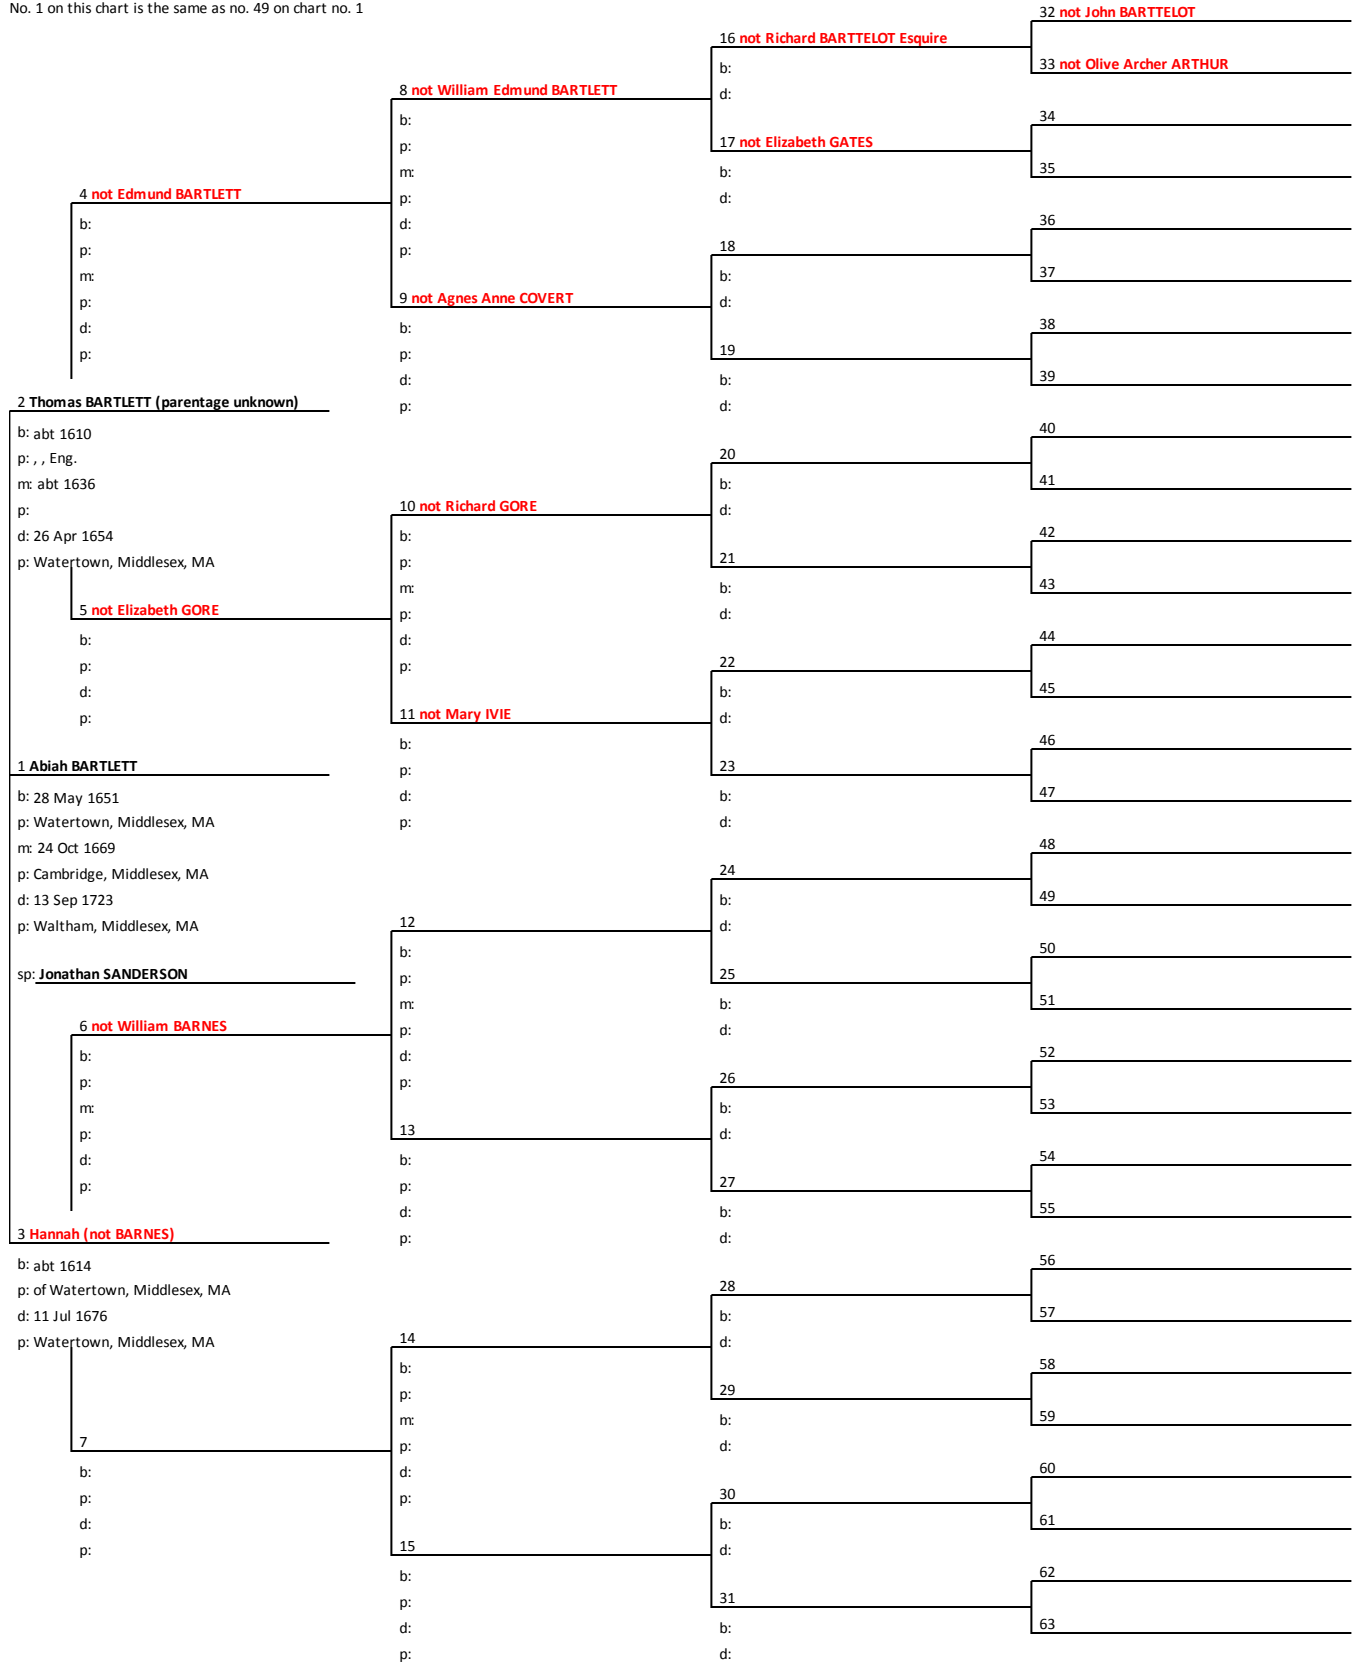 No. 1 on this chart is the same as no. 49 on chart no. 1
4 not Edmund BARTLETT
b:
p:
m:
p:
d:
p:
2 Thomas BARTLETT (parentage unknown)
b: abt 1610
p: , , Eng.
m: abt 1636
p:
d: 26 Apr 1654
p: Watertown, Middlesex, MA
5 not Elizabeth GORE
b:
p:
d:
p:
1 Abiah BARTLETT
b: 28 May 1651
p: Watertown, Middlesex, MA
m: 24 Oct 1669
p: Cambridge, Middlesex, MA
d: 13 Sep 1723
p: Waltham, Middlesex, MA
sp: Jonathan SANDERSON
6 not William BARNES
b:
p:
m:
p:
d:
p:
3 Hannah (not BARNES)
b: abt 1614
p: of Watertown, Middlesex, MA
d: 11 Jul 1676
p: Watertown, Middlesex, MA
7
b:
p:
d:
p:
8 not William Edmund BARTLETT
b:
p:
m:
p:
d:
p:
9 not Agnes Anne COVERT
b:
p:
d:
p:
10 not Richard GORE
b:
p:
m:
p:
d:
p:
11 not Mary IVIE
b:
p:
d:
p:
12
b:
p:
m:
p:
d:
p:
13
b:
p:
d:
p:
14
b:
p:
m:
p:
d:
p:
15
b:
p:
d:
p:
16 not Richard BARTTELOT Esquire
b:
d:
17 not Elizabeth GATES
b:
d:
18
b:
d:
19
b:
d:
20
b:
d:
21
b:
d:
22
b:
d:
23
b:
d:
24
b:
d:
25
b:
d:
26
b:
d:
27
b:
d:
28
b:
d:
29
b:
d:
30
b:
d:
31
b:
d:
32 not John BARTTELOT
33 not Olive Archer ARTHUR
34
35
36
37
38
39
40
41
42
43
44
45
46
47
48
49
50
51
52
53
54
55
56
57
58
59
60
61
62
63